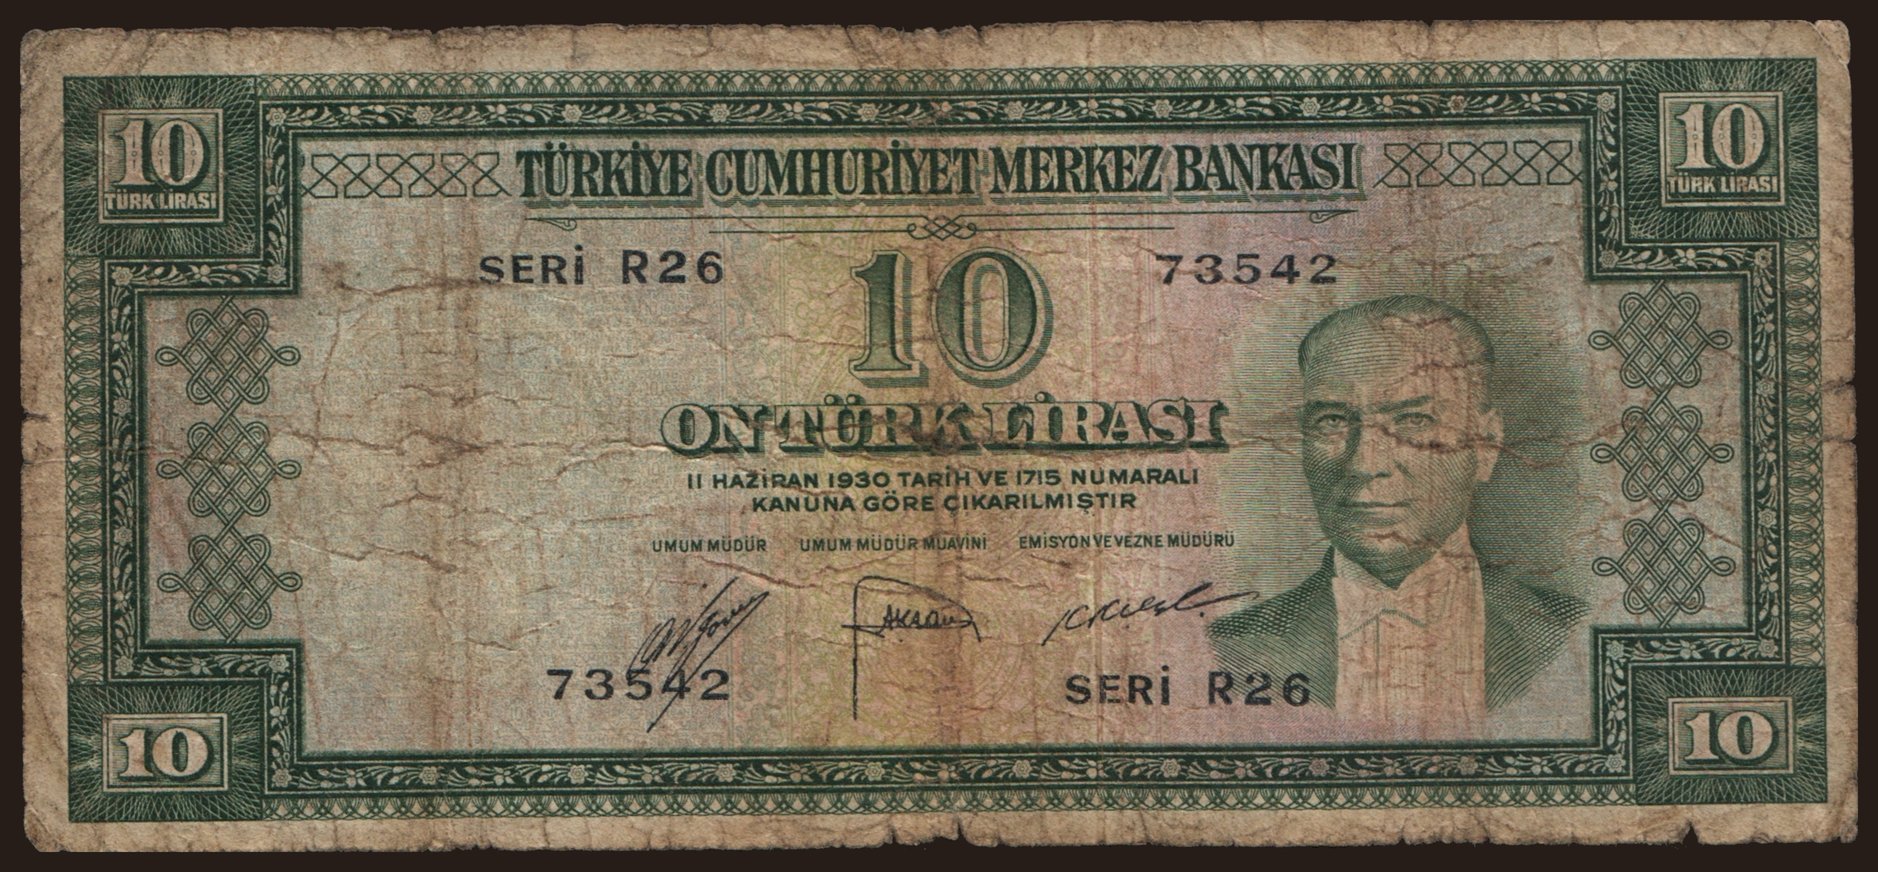 10
TÜRK LİRASI
10
TÜRK LİRASI
TÜRKİYE CUMHURİYET MERKEZ BANKASI
SERİ R26
73542
10
ON TÜRK LİRASI
11 HAZİRAN 1930 TARİH VE 1715 NUMARALI
KANUNA GÖRE ÇIKARILMIŞTIR
UMUM MÜDÜR UMUM MÜDÜR MUAVİNİ EMİSYON VE VEZNE MÜDÜRÜ
73542
SERİ R26
10
10